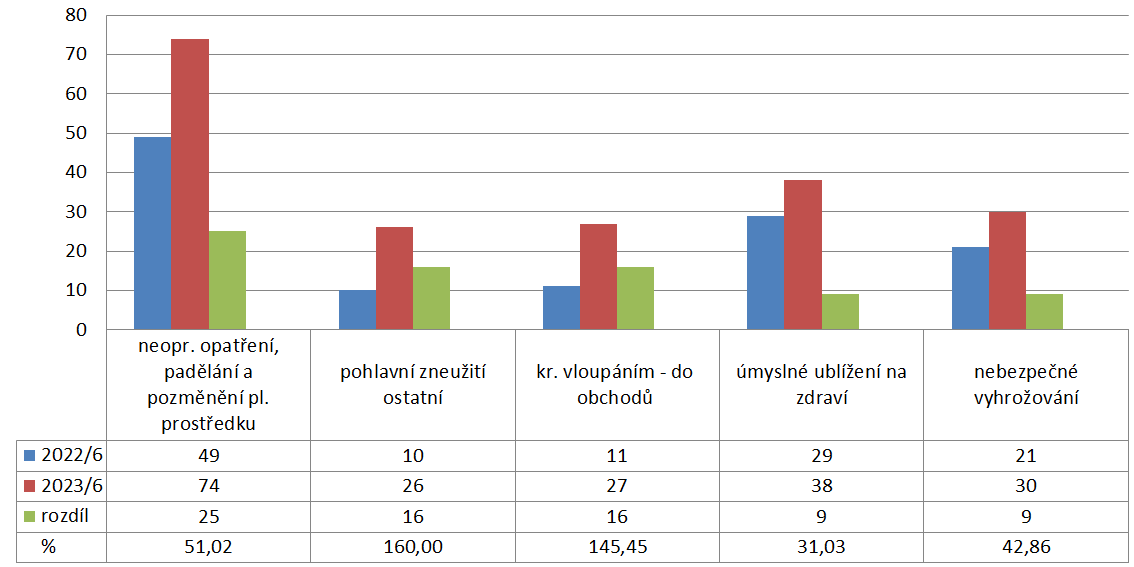 80
70
60
50
40
30
20
10
0
neopr. opatření,
padělání a
pozměnění pl.
prostředku
pohlavní zneužití
ostatní
kr. vloupáním - do
obchodů
úmyslné ublížení na
zdraví
nebezpečné
vyhrožování
2022/6 49 10 11 29 21
2023/6 74 26 27 38 30
rozdíl 25 16 16 9 9
% 51,02 160,00 145,45 31,03 42,86